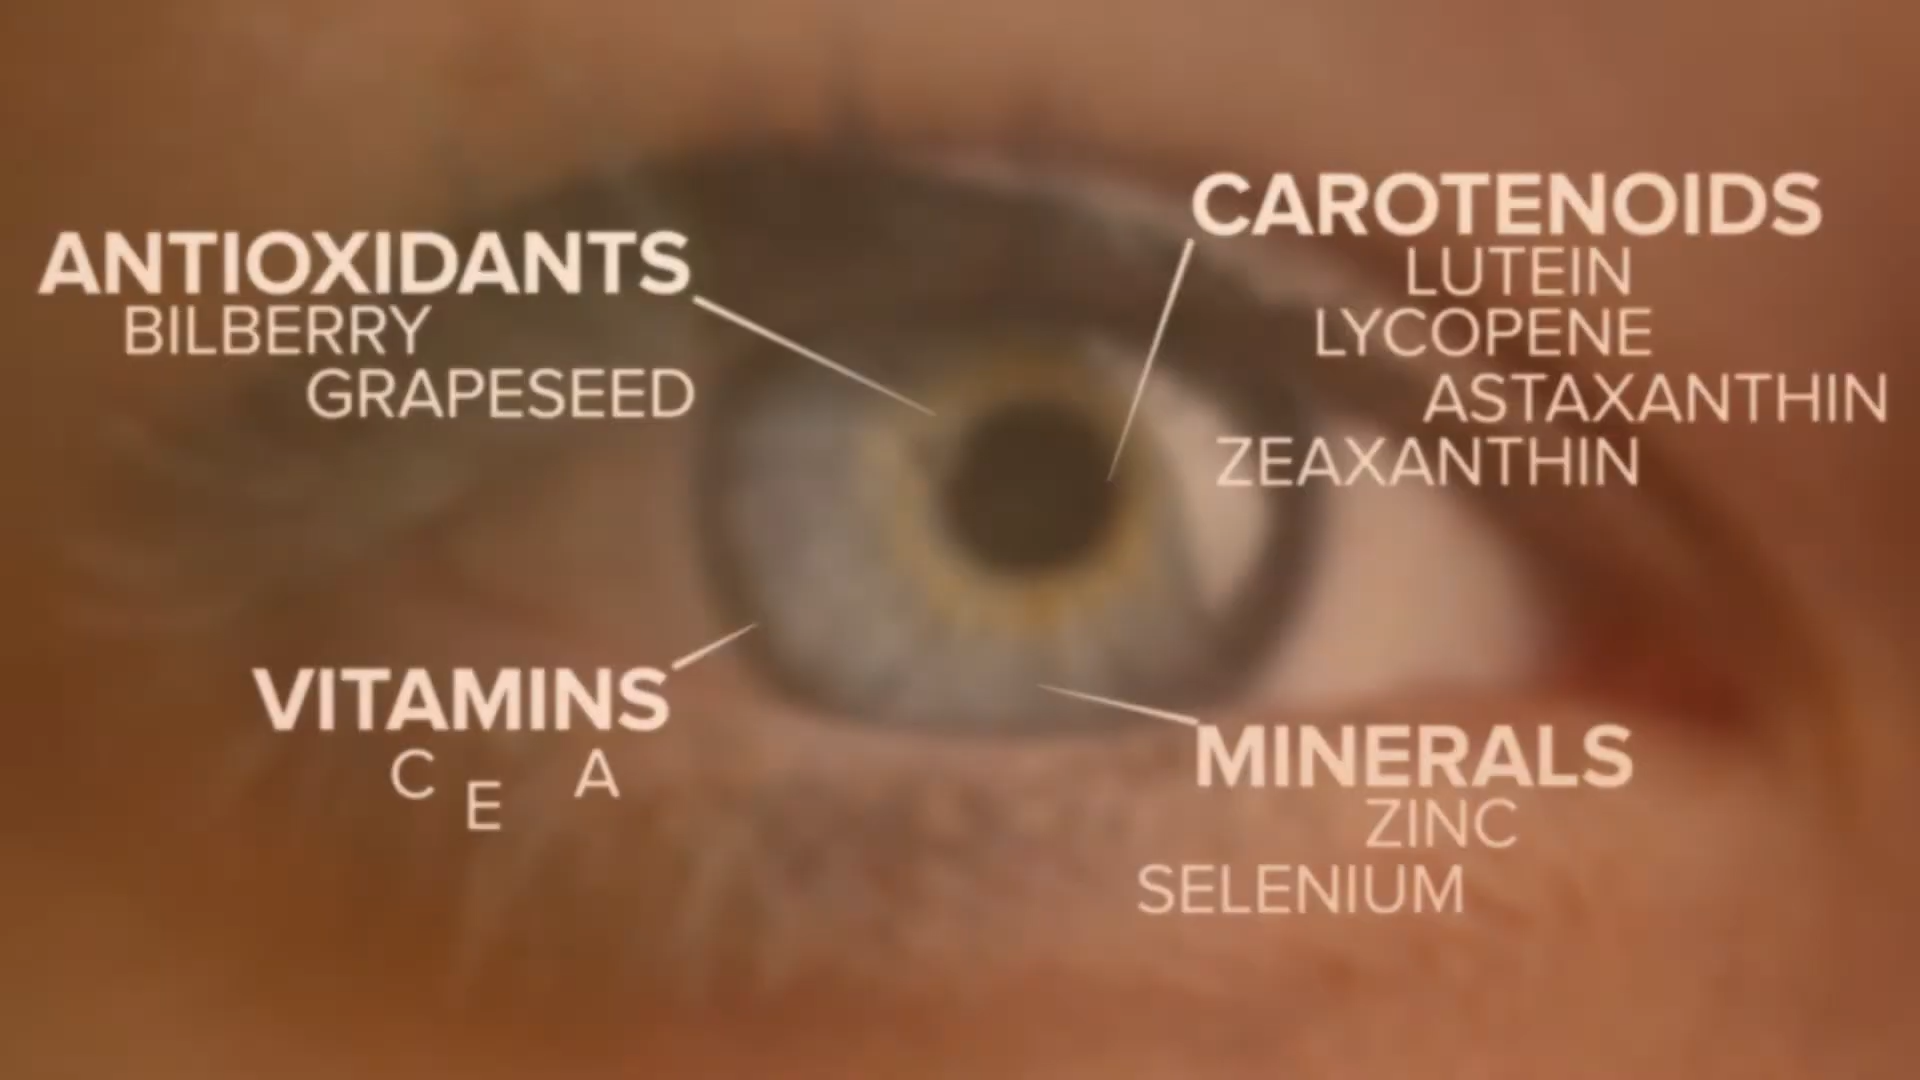 ANTIOXIDANTS
BILBERRY
GRAPESEED
CAROTENOIDS
LUTEIN
LYCOPENE
ASTAXANTHIN
ZEAXANTHIN
VITAMINS
C E A
MINERALS
ZINC
SELENIUM